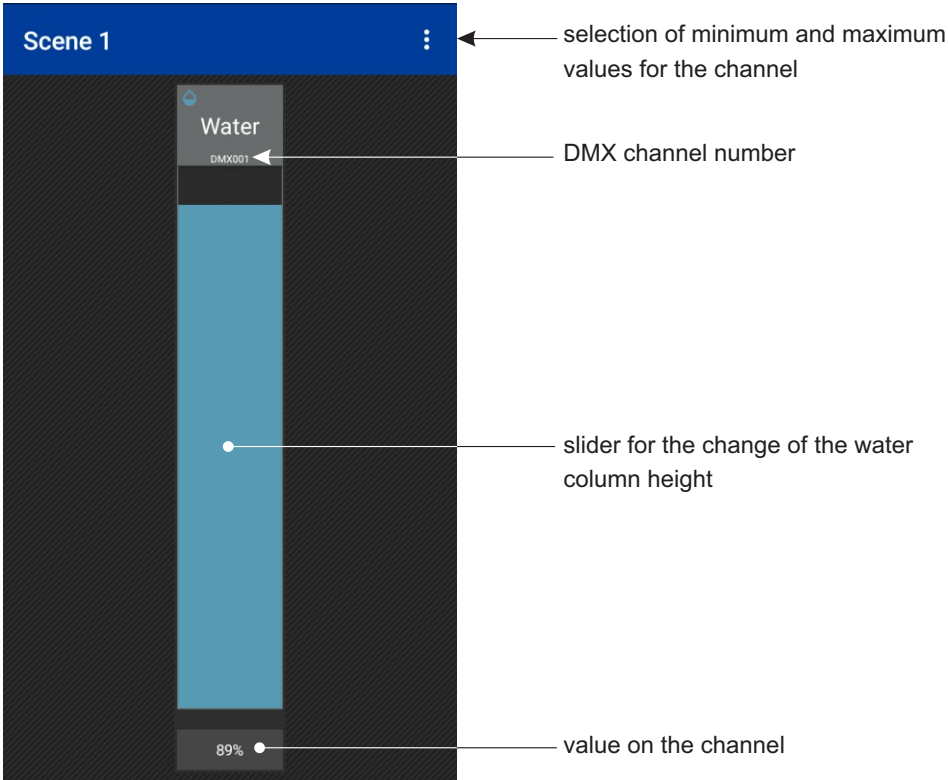 Scene 1
selection of minimum and maximum
values for the channel
Water
DMX001
DMX channel number
slider for the change of the water
column height
89%
value on the channel